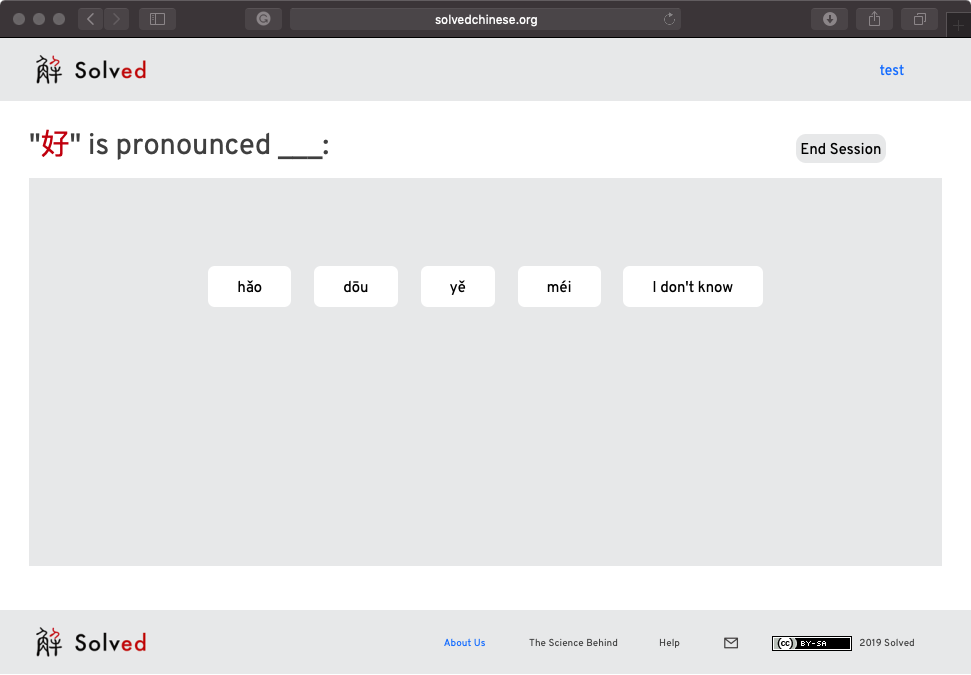 solvedchinese.org
解 Solved
test
"好" is pronounced ___:
End Session
hǎo
dōu
yě
méi
I don't know
解 Solved
About Us
The Science Behind
Help
cc BY-SA
2019 Solved